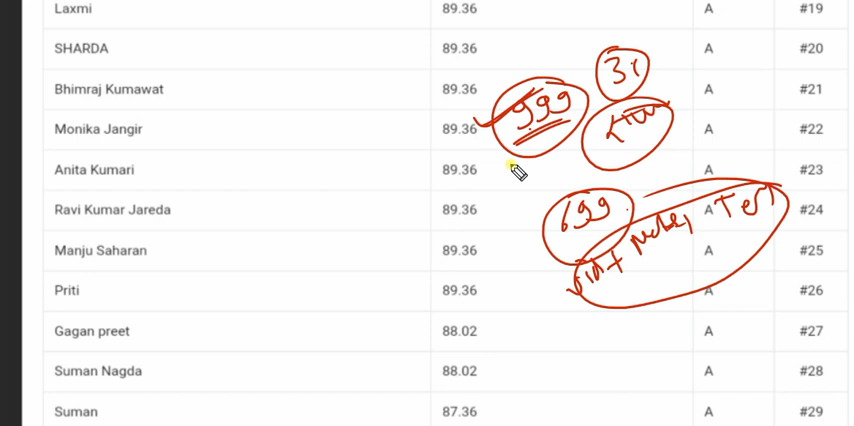 Laxmi 89.36 A #19
SHARDA 89.36 A #20
Bhimraj Kumawat 89.36 A #21
Monika Jangir 89.36 A #22
Anita Kumari 89.36 A #23
Ravi Kumar Jareda 89.36 A #24
Manju Saharan 89.36 A #25
Priti 89.36 A #26
Gagan preet 88.02 A #27
Suman Nagda 88.02 A #28
Suman 87.36 A #29
999
699
Test